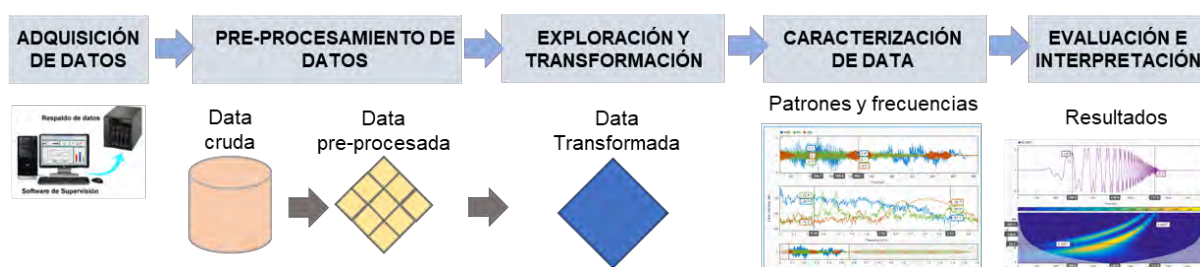 ADQUISICIÓN
DE DATOS
PRE-PROCESAMIENTO DE
DATOS
EXPLORACIÓN Y
TRANSFORMACIÓN
CARACTERIZACIÓN
DE DATA
EVALUACIÓN E
INTERPRETACIÓN
Respaldo de datos
Software de Supervisión
Data
cruda
Data
pre-procesada
Data
Transformada
Patrones y frecuencias
Resultados